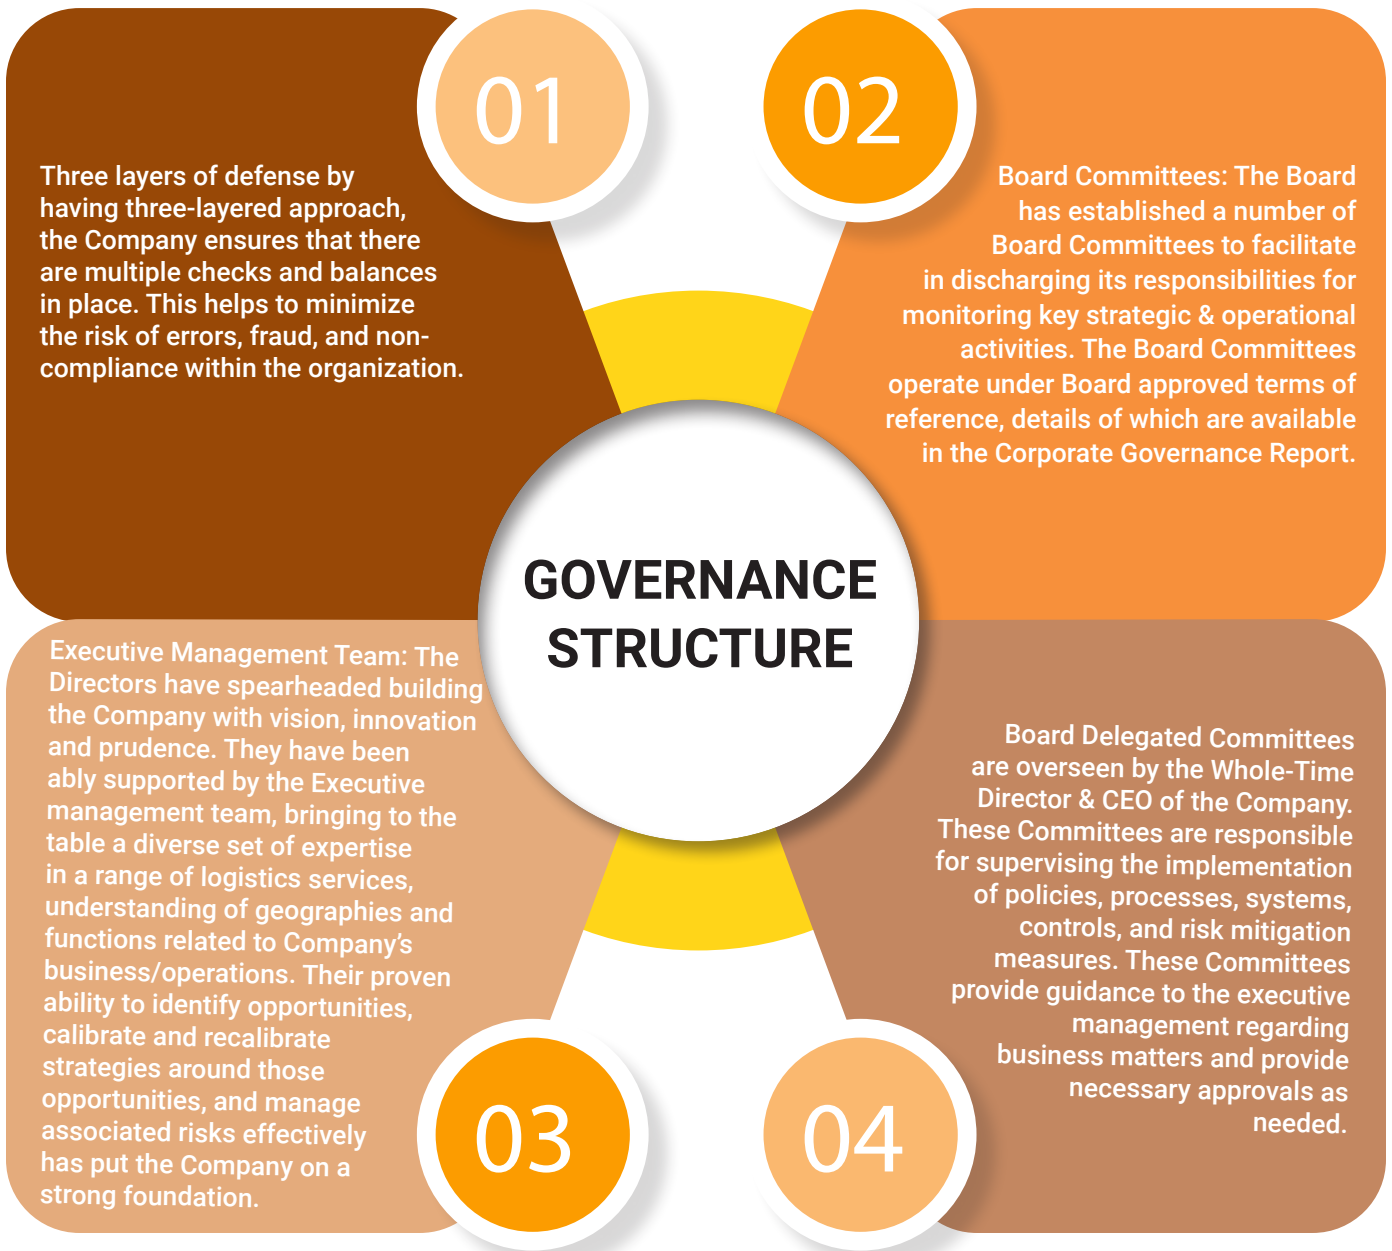 01
Three layers of defense by
having three-layered approach,
the Company ensures that there
are multiple checks and balances
in place. This helps to minimize
the risk of errors, fraud, and non-
compliance within the organization.
02
Board Committees: The Board
has established a number of
Board Committees to facilitate
in discharging its responsibilities for
monitoring key strategic & operational
activities. The Board Committees
operate under Board approved terms of
reference, details of which are available
in the Corporate Governance Report.
GOVERNANCE
STRUCTURE
Executive Management Team: The
Directors have spearheaded building
the Company with vision, innovation
and prudence. They have been
ably supported by the Executive
management team, bringing to the
table a diverse set of expertise
in a range of logistics services,
understanding of geographies and
functions related to Company's
business/operations. Their proven
ability to identify opportunities,
calibrate and recalibrate
strategies around those
opportunities, and manage
associated risks effectively
has put the Company on a
strong foundation.
03
Board Delegated Committees
are overseen by the Whole-Time
Director & CEO of the Company.
These Committees are responsible
for supervising the implementation
of policies, processes, systems,
controls, and risk mitigation
measures. These Committees
provide guidance to the executive
management regarding
business matters and provide
necessary approvals as
needed.
04